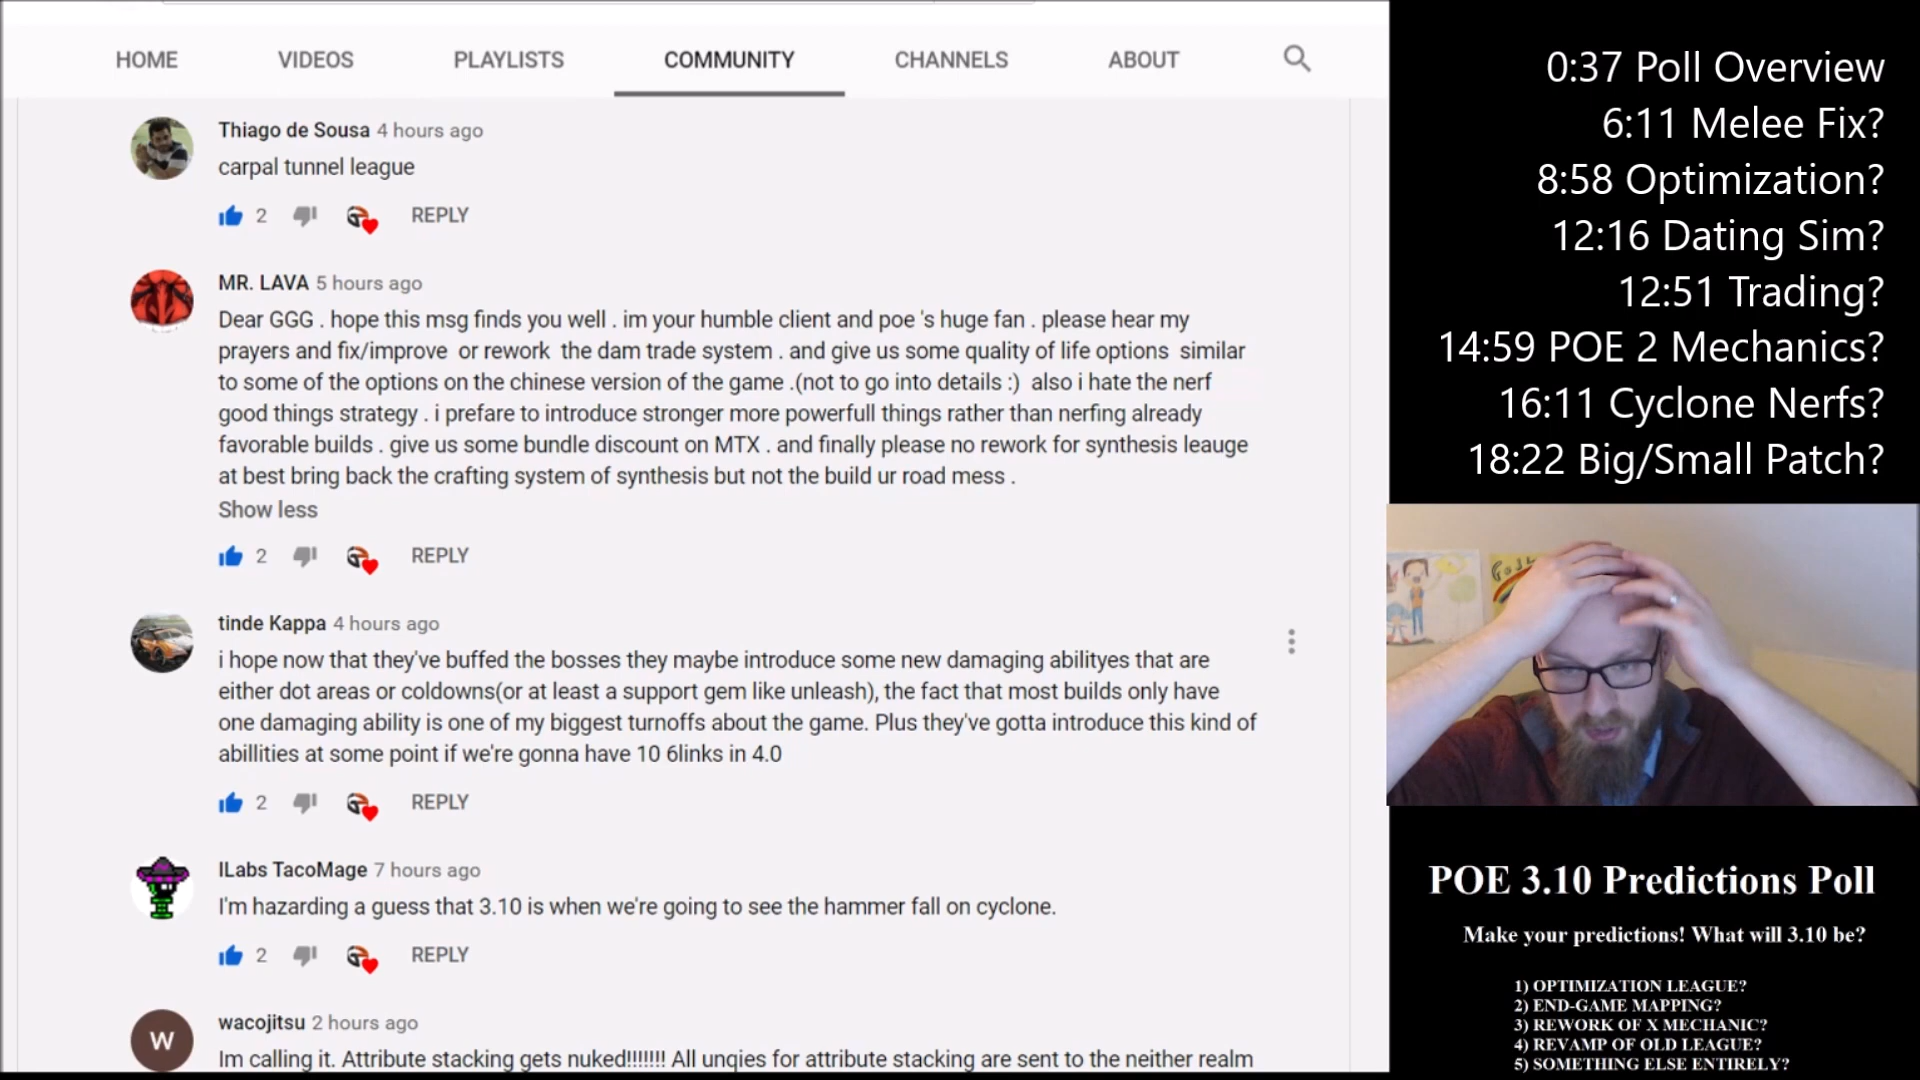 HOME VIDEOS PLAYLISTS COMMUNITY CHANNELS ABOUT
Thiago de Sousa 4 hours ago
carpal tunnel league
2 REPLY
MR. LAVA 5 hours ago
Dear GGG . hope this msg finds you well . im your humble client and poe 's huge fan . please hear my
prayers and fix/improve or rework the dam trade system . and give us some quality of life options similar
to some of the options on the chinese version of the game .(not to go into details :) also i hate the nerf
good things strategy . i prefare to introduce stronger more powerfull things rather than nerfing already
favorable builds . give us some bundle discount on MTX . and finally please no rework for synthesis leauge
at best bring back the crafting system of synthesis but not the build ur road mess .
Show less
2 REPLY
tinde Kappa 4 hours ago
i hope now that they've buffed the bosses they maybe introduce some new damaging abilityes that are
either dot areas or coldowns(or at least a support gem like unleash), the fact that most builds only have
one damaging ability is one of my biggest turnoffs about the game. Plus they've gotta introduce this kind of
abillities at some point if we're gonna have 10 6links in 4.0
2 REPLY
ILabs TacoMage 7 hours ago
I'm hazarding a guess that 3.10 is when we're going to see the hammer fall on cyclone.
2 REPLY
W
wacojitsu 2 hours ago
Im calling it. Attribute stacking gets nuked!!!!!!! All unqies for attribute stacking are sent to the neither realm
0:37 Poll Overview
6:11 Melee Fix?
8:58 Optimization?
12:16 Dating Sim?
12:51 Trading?
14:59 POE 2 Mechanics?
16:11 Cyclone Nerfs?
18:22 Big/Small Patch?
POE 3.10 Predictions Poll
Make your predictions! What will 3.10 be?
1) OPTIMIZATION LEAGUE?
2) END-GAME MAPPING?
3) REWORK OF X MECHANIC?
4) REVAMP OF OLD LEAGUE?
5) SOMETHING ELSE ENTIRELY?